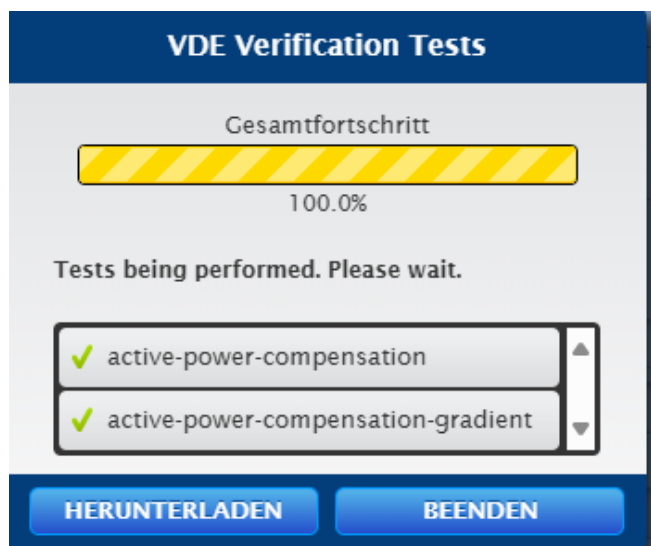 VDE Verification Tests
Gesamtfortschritt
100.0%
Tests being performed. Please wait.
active-power-compensation
active-power-compensation-gradient
HERUNTERLADEN
BEENDEN